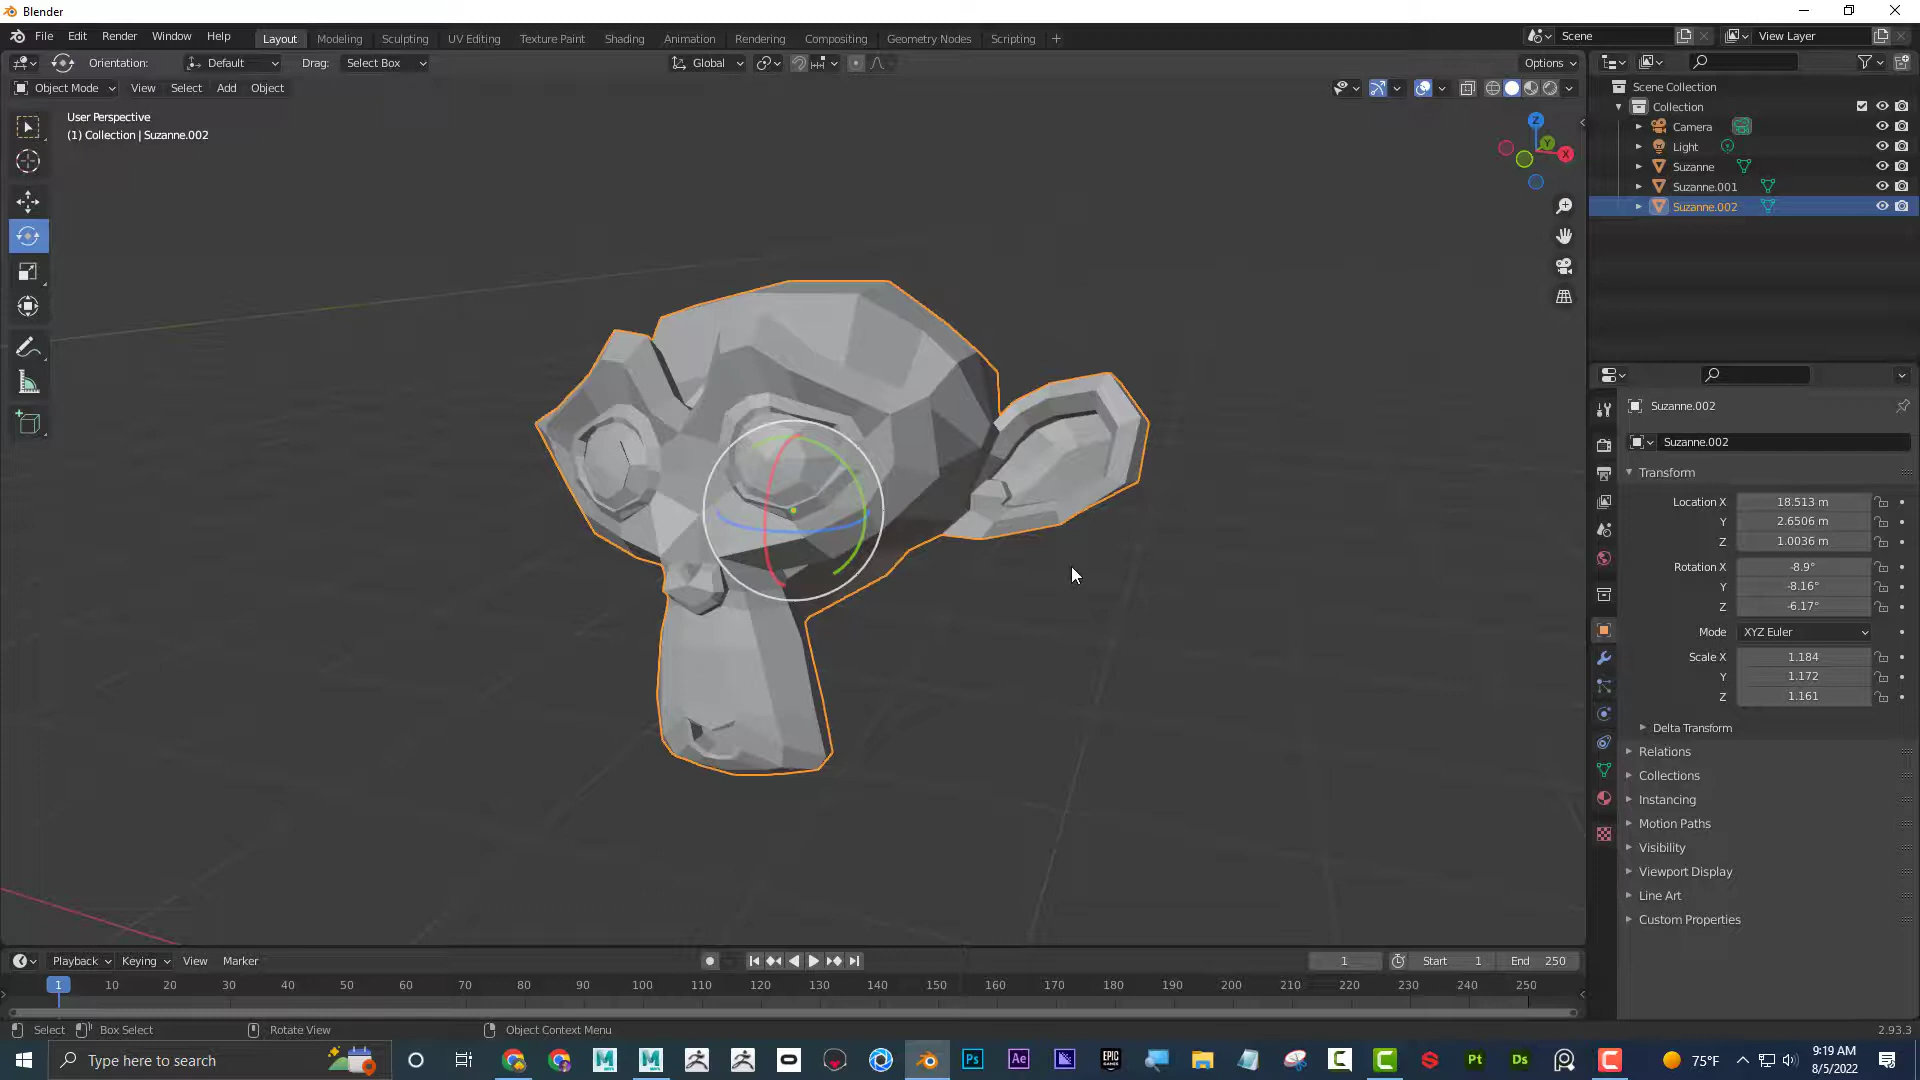 Blender
File Edit Render Window Help Layout Modeling Sculpting UV Editing Texture Paint Shading Animation Rendering Compositing Geometry Nodes Scripting + Scene View Layer
Orientation: Default Drag: Select Box Global Options
Object Mode View Select Add Object
User Perspective
(1) Collection | Suzanne.002
Z
Y
X
Scene Collection
Collection
Camera
Light
Suzanne
Suzanne.001
Suzanne.002
Suzanne.002
Suzanne.002
Transform
Location X 18.513 m
Y 2.6506 m
Z 1.0036 m
Rotation X -8.9°
Y -8.16°
Z -6.17°
Mode XYZ Euler
Scale X 1.184
Y 1.172
Z 1.161
Delta Transform
Relations
Collections
Instancing
Motion Paths
Visibility
Viewport Display
Line Art
Custom Properties
Playback Keying View Marker 1 Start 1 End 250
1 10 20 30 40 50 60 70 80 90 100 110 120 130 140 150 160 170 180 190 200 210 220 230 240 250
Select Box Select Rotate View Object Context Menu 2.93.3
Type here to search Ps Ae EPIC GAMES Pt Ds 75°F 9:19 AM
8/5/2022